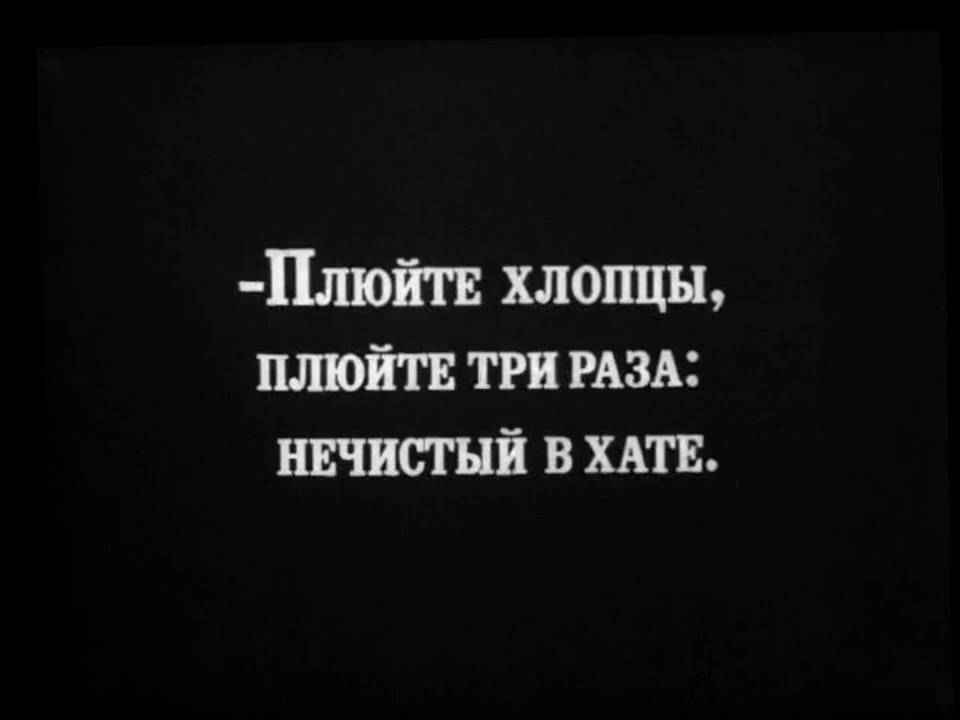 -Плюйте хлопцы,
плюйте три раза:
нечистый в хате.